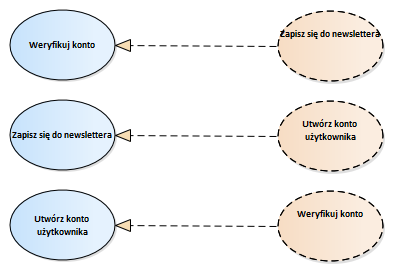 Weryfikuj konto
Zapisz się do newslettera
Zapisz się do newslettera
Utwórz konto
użytkownika
Utwórz konto
użytkownika
Weryfikuj konto